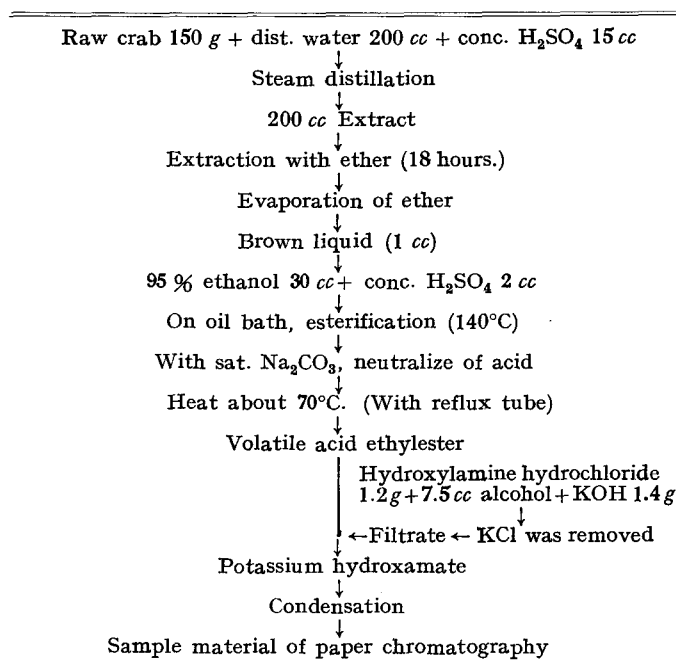 Raw crab 150 g + dist. water 200 cc + conc. H₂SO₄ 15 cc
↓
Steam distillation
↓
200 cc Extract
↓
Extraction with ether (18 hours.)
↓
Evaporation of ether
↓
Brown liquid (1 cc)
↓
95 % ethanol 30 cc + conc. H₂SO₄ 2 cc
↓
On oil bath, esterification (140°C)
↓
With sat. Na₂CO₃, neutralize of acid
↓
Heat about 70°C. (With reflux tube)
↓
Volatile acid ethylester
Hydroxylamine hydrochloride
1.2 g + 7.5 cc alcohol + KOH 1.4 g
↓
←Filtrate ← KCl was removed
↓
Potassium hydroxamate
↓
Condensation
↓
Sample material of paper chromatography